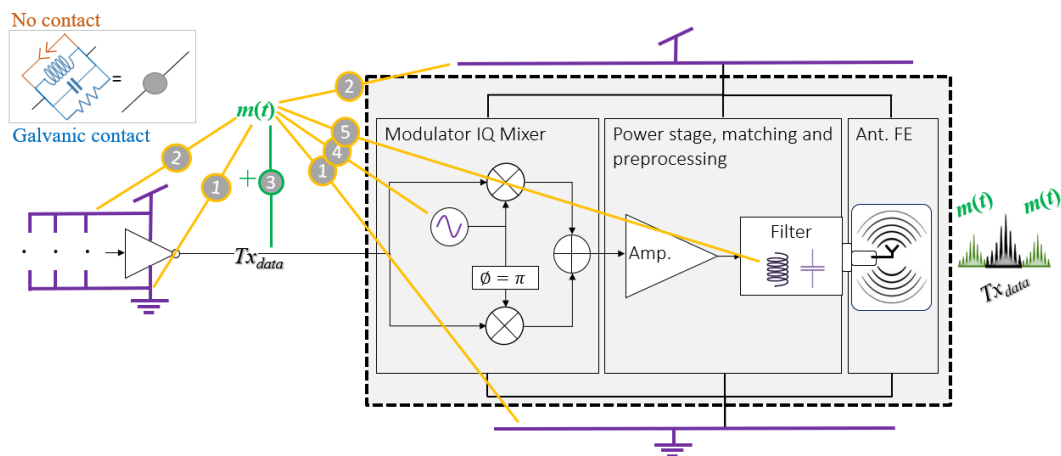 No contact
=
Galvanic contact
m(t)
2
1
+ 3
5
4
1
2
2
Tx_data
Modulator IQ Mixer
∅ = π
Power stage, matching and
preprocessing
Amp.
Filter
Ant. FE
m(t)
m(t)
Tx_data